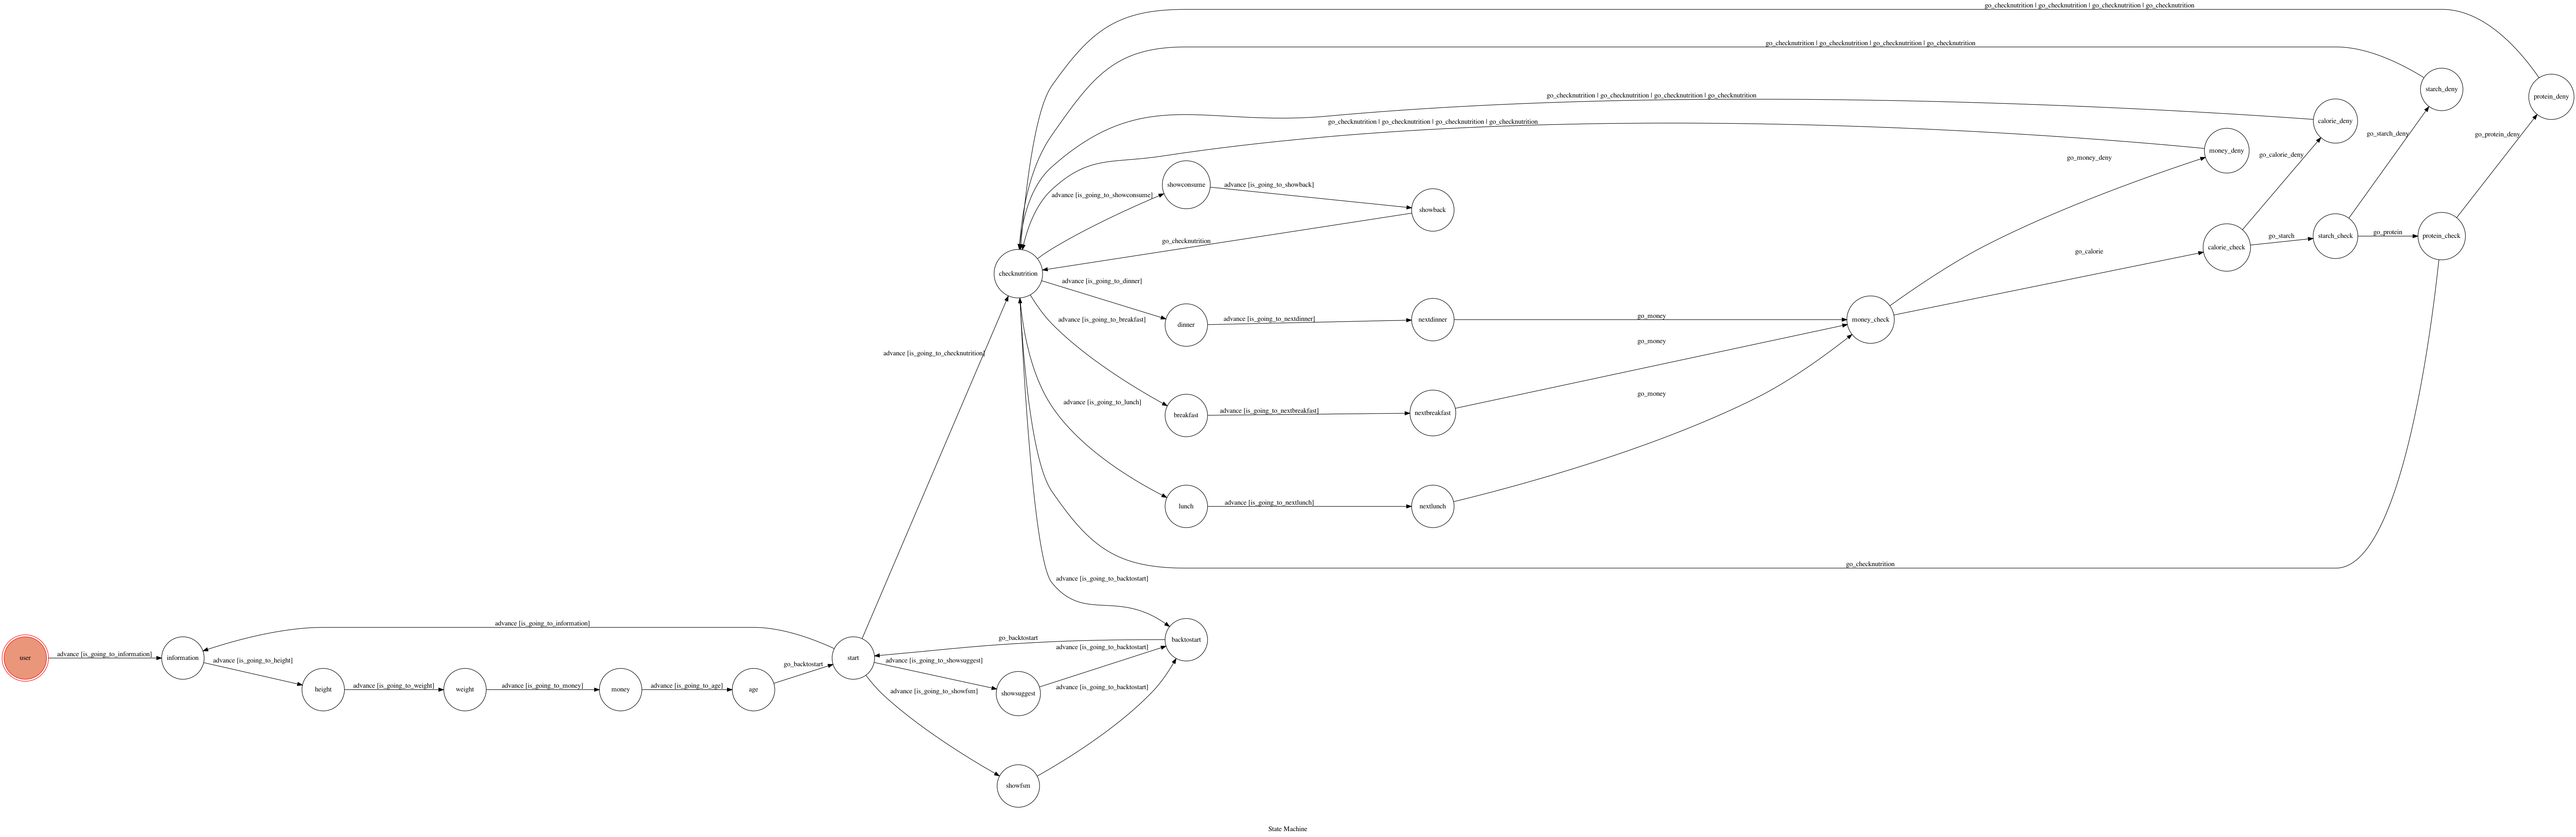 go_checknutrition | go_checknutrition | go_checknutrition | go_checknutrition
go_checknutrition | go_checknutrition | go_checknutrition | go_checknutrition
starch_deny
protein_deny
go_checknutrition | go_checknutrition | go_checknutrition | go_checknutrition
calorie_deny
go_checknutrition | go_checknutrition | go_checknutrition | go_checknutrition
go_starch_deny
go_protein_deny
money_deny
go_calorie_deny
go_money_deny
showconsume
advance [is_going_to_showback]
advance [is_going_to_showconsume]
showback
go_checknutrition
go_calorie
calorie_check
go_starch
starch_check
go_protein
protein_check
checknutrition
advance [is_going_to_dinner]
advance [is_going_to_breakfast]
dinner
advance [is_going_to_nextdinner]
nextdinner
go_money
money_check
go_money
advance [is_going_to_checknutrition]
go_money
advance [is_going_to_lunch]
breakfast
advance [is_going_to_nextbreakfast]
nextbreakfast
lunch
advance [is_going_to_nextlunch]
nextlunch
go_checknutrition
advance [is_going_to_backtostart]
advance [is_going_to_information]
go_backtostart
backtostart
advance [is_going_to_backtostart]
user
advance [is_going_to_information]
information
advance [is_going_to_height]
go_backtostart
start
advance [is_going_to_showsuggest]
height
advance [is_going_to_weight]
weight
advance [is_going_to_money]
money
advance [is_going_to_age]
age
advance [is_going_to_showfsm]
showsuggest
advance [is_going_to_backtostart]
showfsm
State Machine